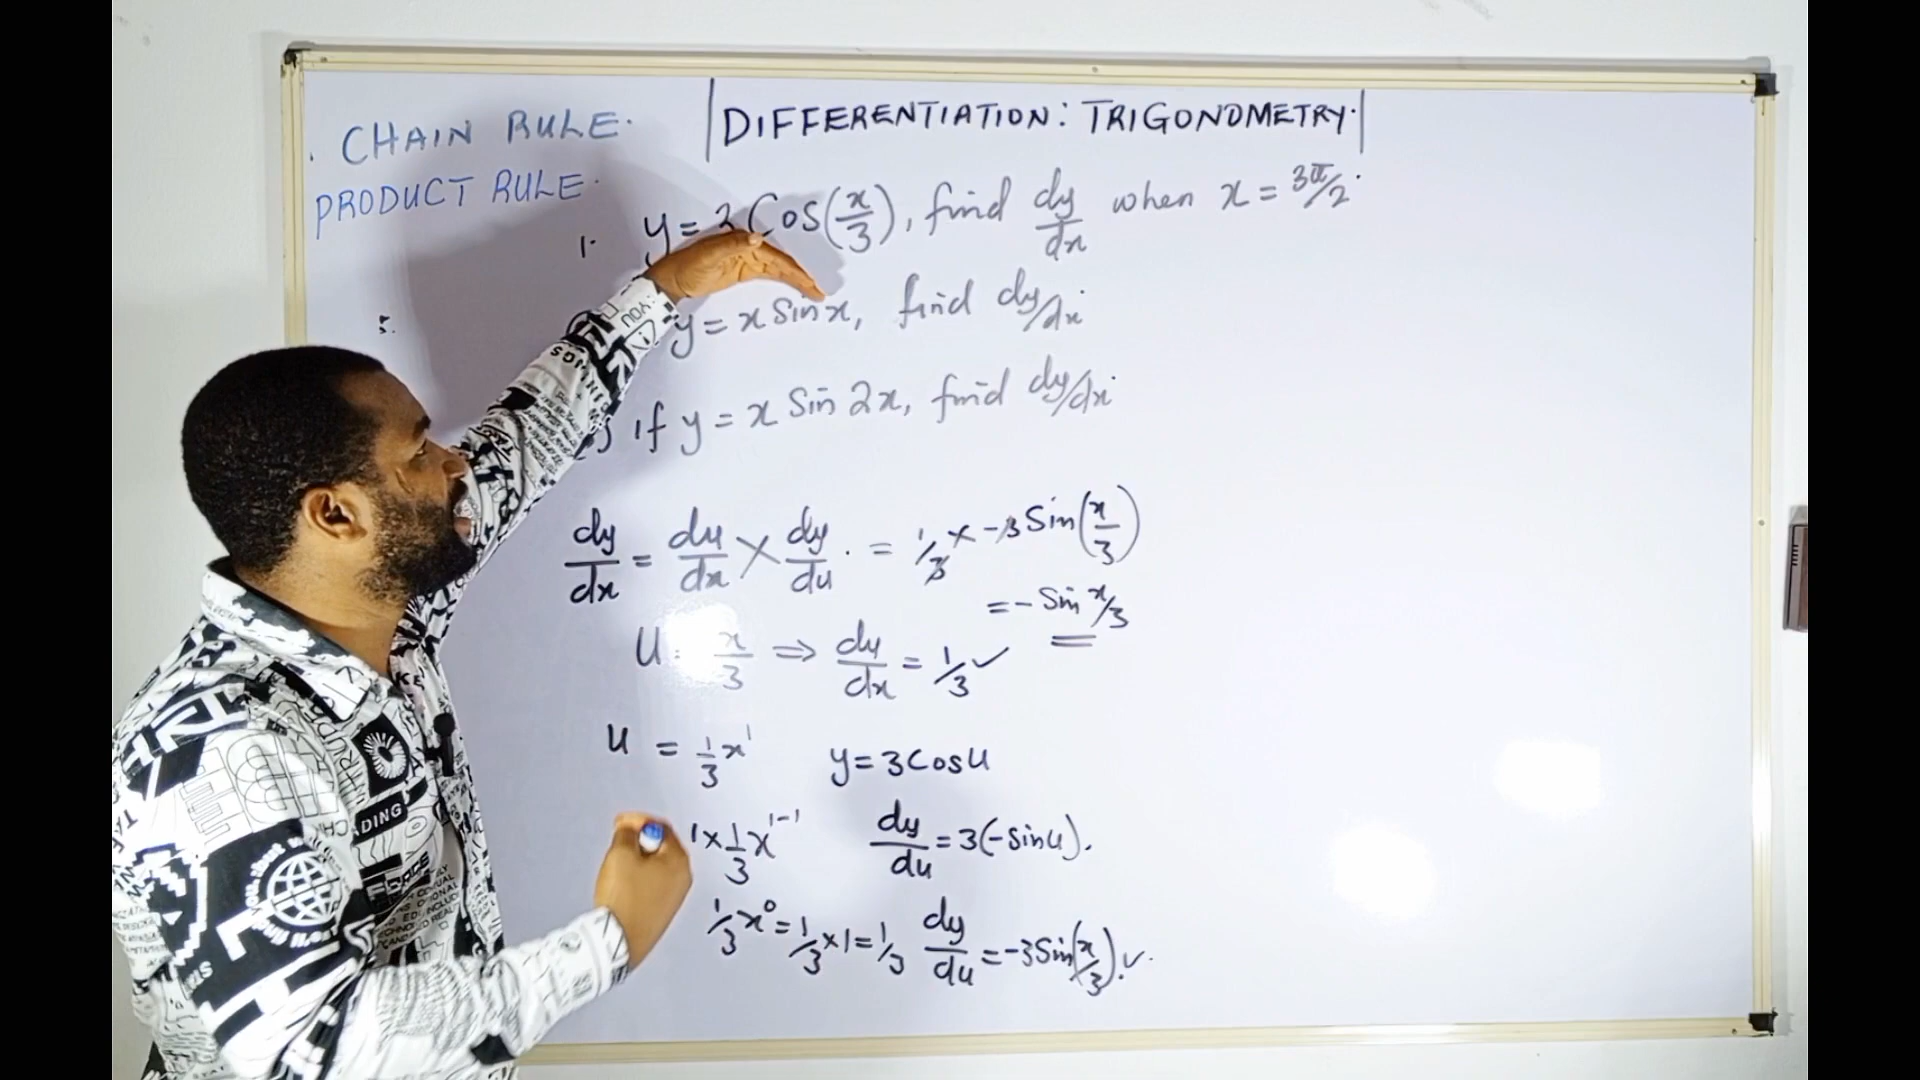 CHAIN RULE.
PRODUCT RULE.
|DIFFERENTIATION: TRIGONOMETRY.|
1. y = 3 Cos(x/3), find dy/dx when x = 3π/2.
y = x Sin x, find dy/dx
5.
) if y = x Sin 2x, find dy/dx
dy/dx = du/dx × dy/du . = 1/3 × -3 Sin(x/3)
= - Sin x/3
U = x/3 ⇒ du/dx = 1/3 ✓
u = 1/3 x¹
y = 3 Cos u
1 × 1/3 x¹⁻¹
dy/du = 3(-sin u).
1/3 x⁰ = 1/3 × 1 = 1/3
dy/du = -3 Sin(x/3). ✓.
YOU
ADING